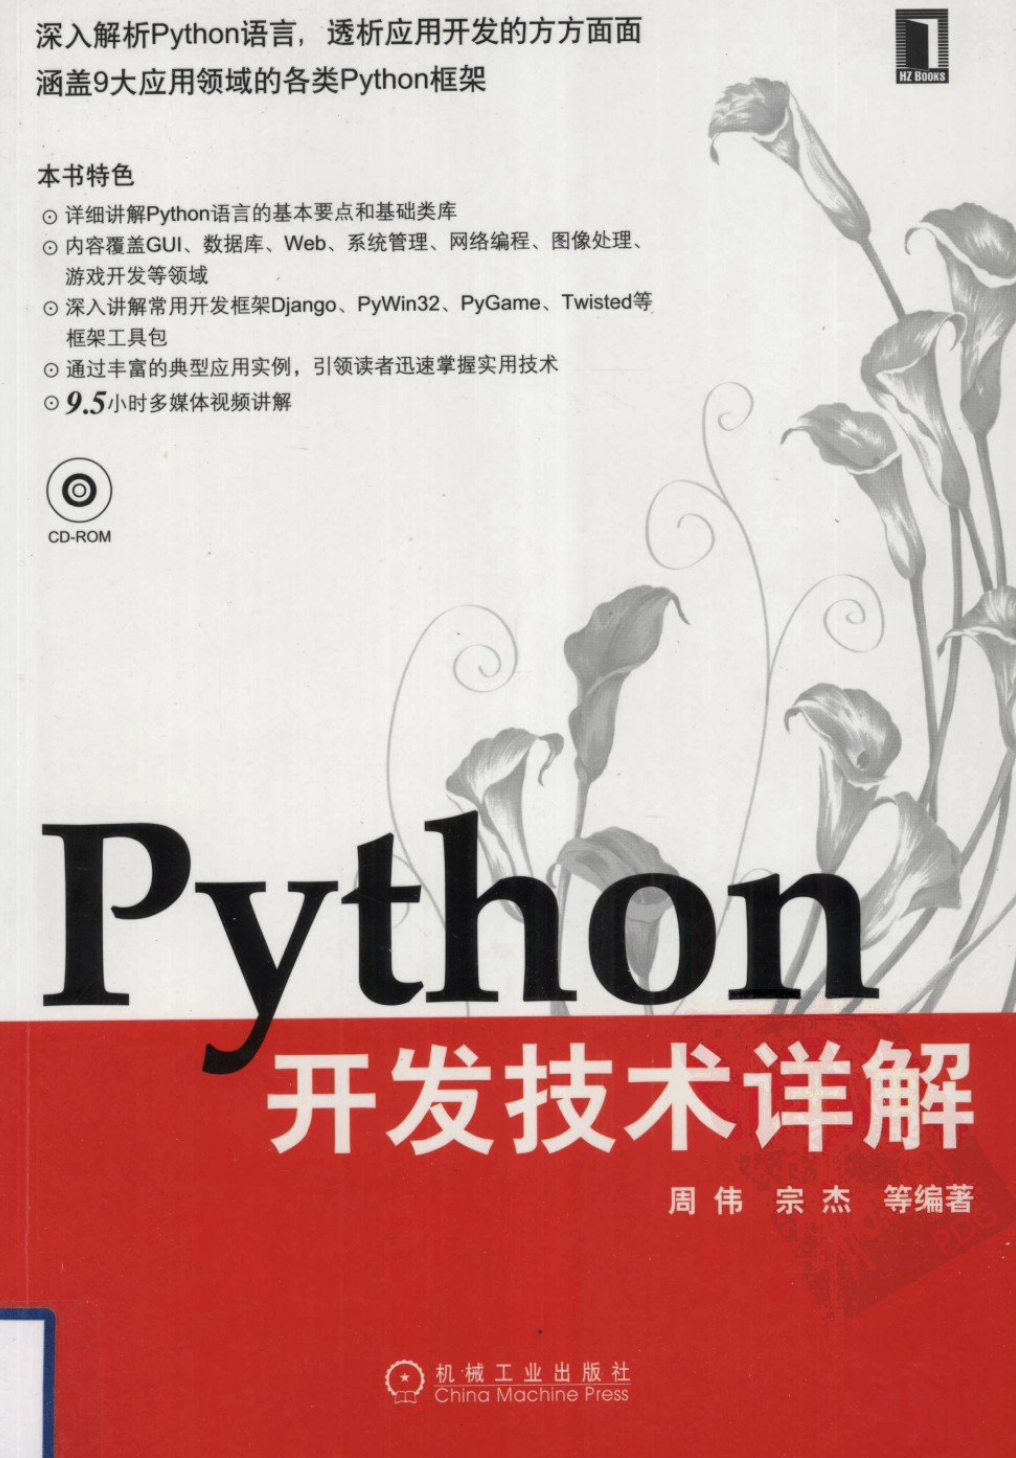 深入解析Python语言，透析应用开发的方方面面
涵盖9大应用领域的各类Python框架
HZ BOOKS
本书特色
⊙ 详细讲解Python语言的基本要点和基础类库
⊙ 内容覆盖GUI、数据库、Web、系统管理、网络编程、图像处理、
游戏开发等领域
⊙ 深入讲解常用开发框架Django、PyWin32、PyGame、Twisted等
框架工具包
⊙ 通过丰富的典型应用实例，引领读者迅速掌握实用技术
⊙ 9.5小时多媒体视频讲解
CD-ROM
Python
开发技术详解
周伟 宗杰 等编著
PDG
机械工业出版社
China Machine Press